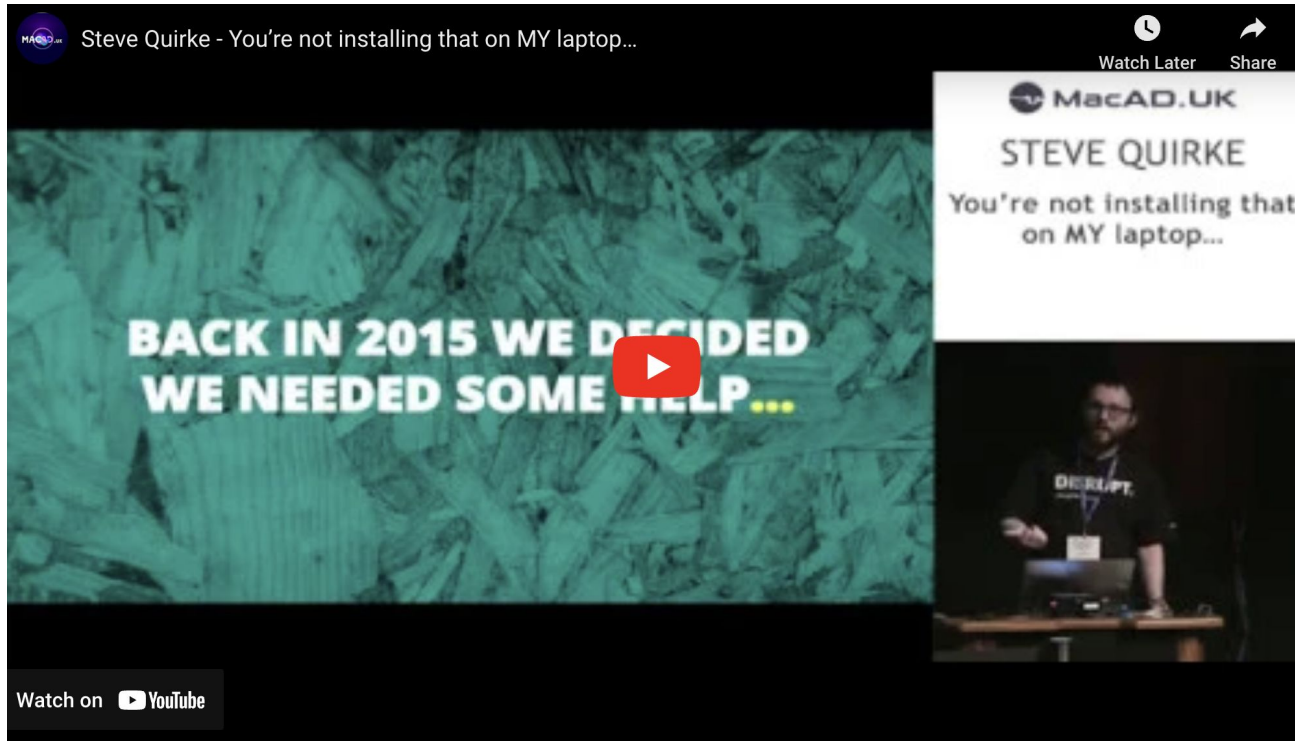 MACAD.UK
Steve Quirke - You’re not installing that on MY laptop…
Watch Later
Share
MacAD.UK
STEVE QUIRKE
You’re not installing that
on MY laptop…
BACK IN 2015 WE DECIDED
WE NEEDED SOME HELP...
DISRUPT.
Watch on YouTube